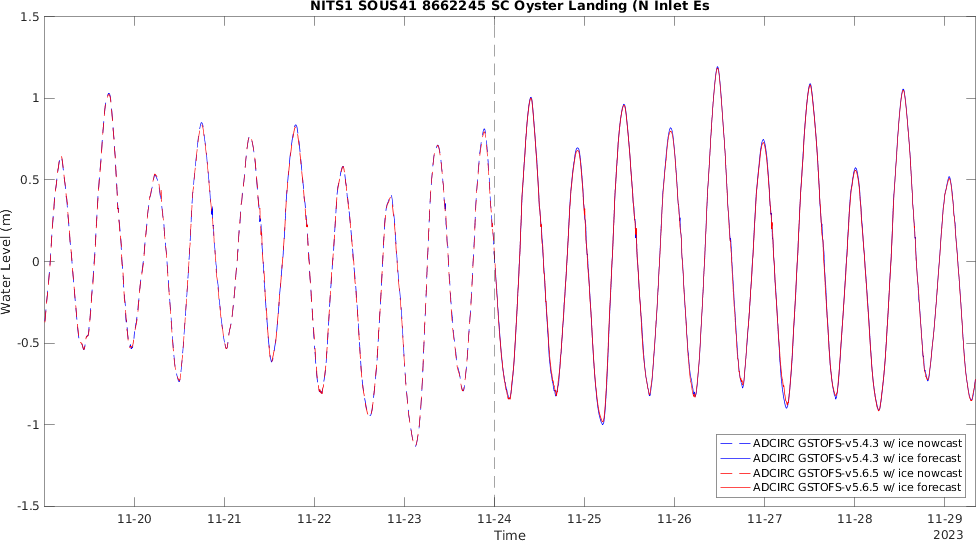 NITS1 SOUS41 8662245 SC Oyster Landing (N Inlet Es
1.5
1
0.5
0
-0.5
-1
-1.5
Water Level (m)
ADCIRC GSTOFS-v5.4.3 w/ ice nowcast
ADCIRC GSTOFS-v5.4.3 w/ ice forecast
ADCIRC GSTOFS-v5.6.5 w/ ice nowcast
ADCIRC GSTOFS-v5.6.5 w/ ice forecast
11-20 11-21 11-22 11-23 11-24 11-25 11-26 11-27 11-28 11-29
Time 2023